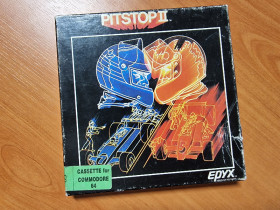 PITSTOP II
CASSETTE for
COMMODORE
64
EPYX